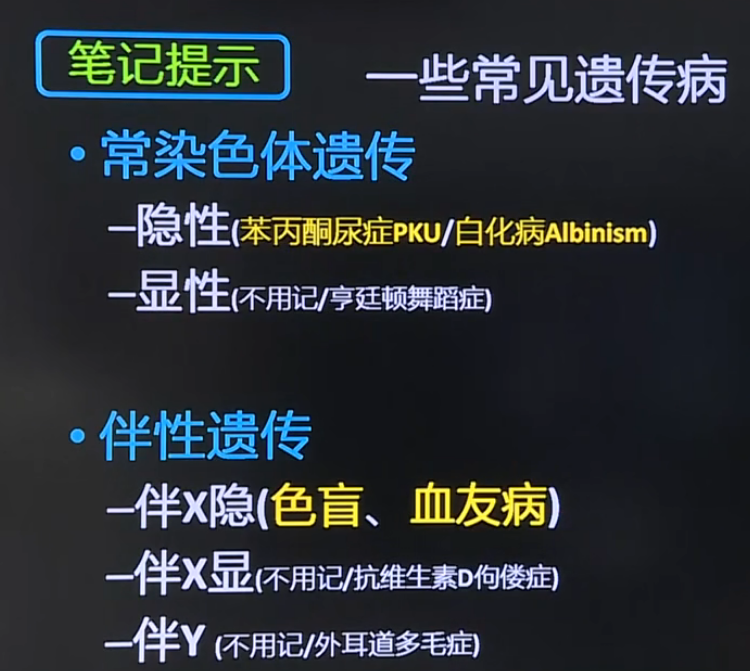 笔记提示
一些常见遗传病
•常染色体遗传
–隐性(苯丙酮尿症PKU/白化病Albinism)
–显性(不用记/亨廷顿舞蹈症)
•伴性遗传
–伴X隐(色盲、血友病)
–伴X显(不用记/抗维生素D佝偻症)
–伴Y (不用记/外耳道多毛症)